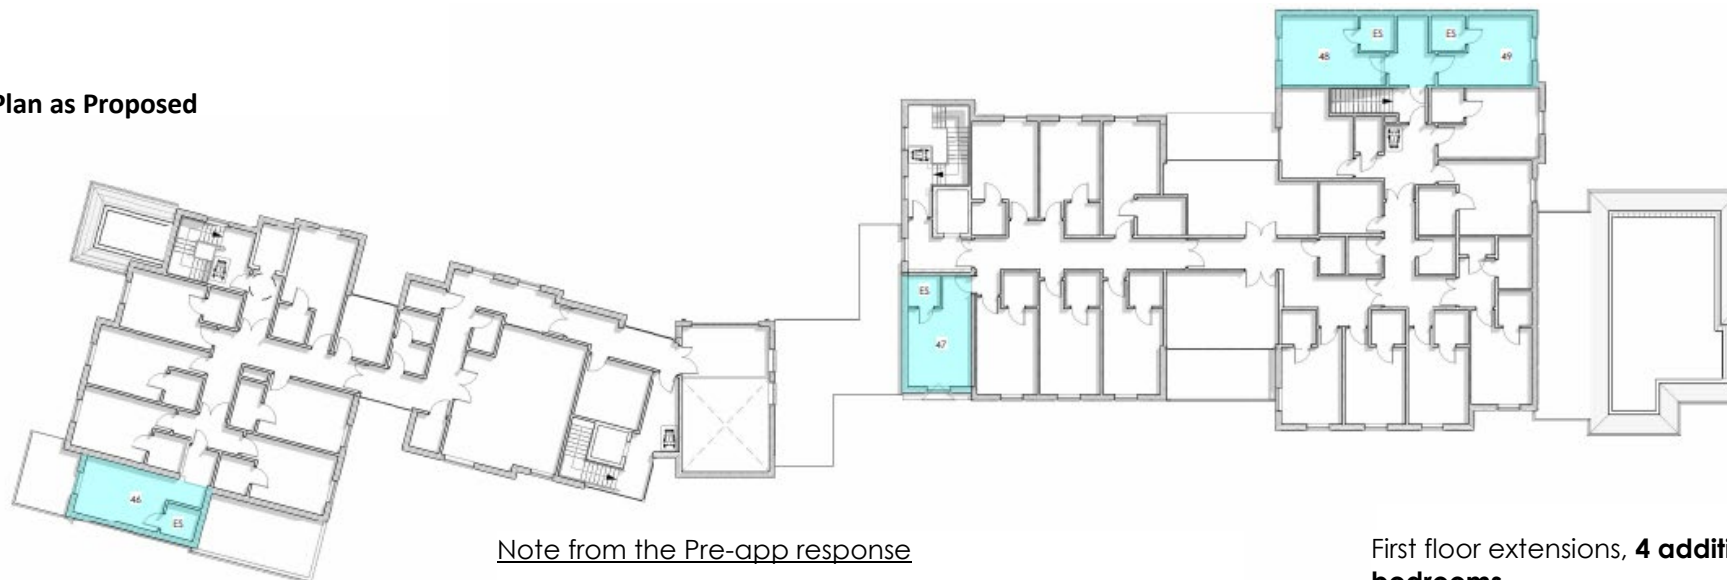 Plan as Proposed
ES
ES
48
49
ES
47
46
ES
Note from the Pre-app response
First floor extensions, 4 additi
bedrooms